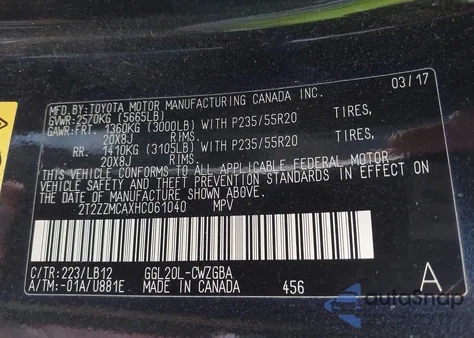 MFD. BY: TOYOTA MOTOR MANUFACTURING CANADA INC. 03/17
GVWR: 2570KG (5665LB)
GAWR: FRT. 1360KG (3000LB) WITH P235/55R20 TIRES,
20X8J RIMS
RR. 1410KG (3105LB) WITH P235/55R20 TIRES,
20X8J RIMS
THIS VEHICLE CONFORMS TO ALL APPLICABLE FEDERAL MOTOR
VEHICLE SAFETY AND BUMPER STANDARDS IN EFFECT ON
THE DATE OF MANUFACTURE SHOWN ABOVE.
2T2ZZMCAXHC061040 MPV
C/TR: 223/LB12 GGL20L-CWZGBA
A/TM: -01A/U881E MADE IN CANADA 456 A
autoSnap